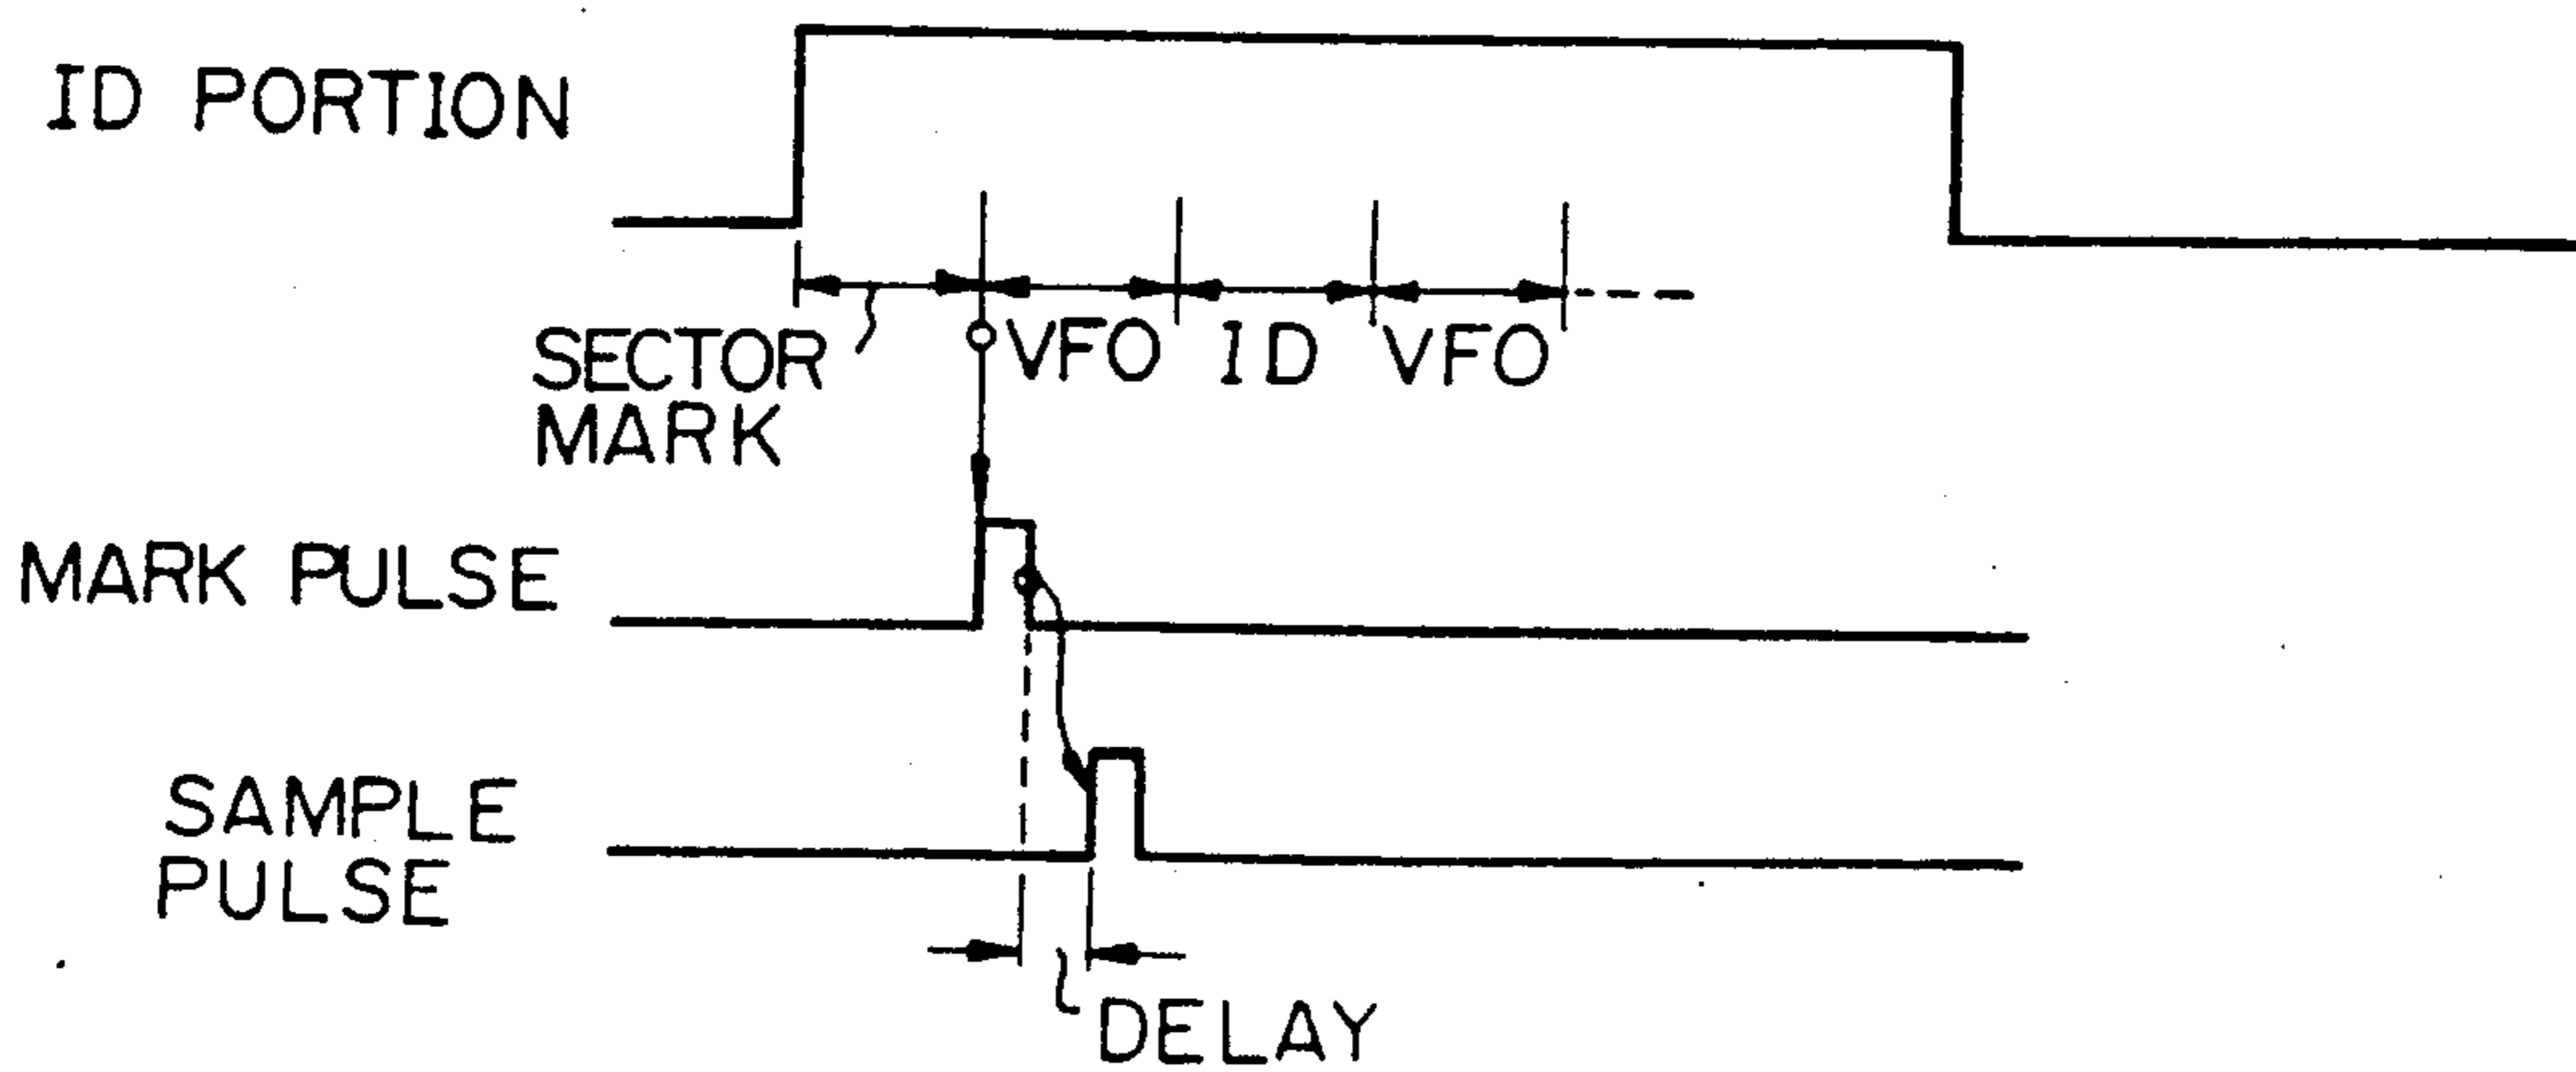 ID PORTION
SECTOR
MARK
VFO ID VFO
MARK PULSE
SAMPLE
PULSE
DELAY